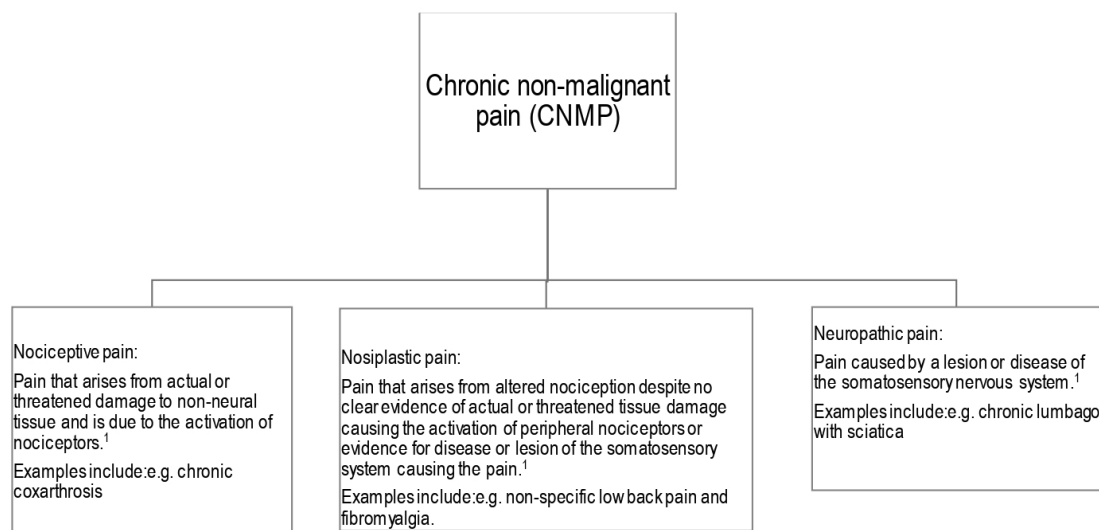 Chronic non-malignant
pain (CNMP)
Nociceptive pain:
Pain that arises from actual or
threatened damage to non-neural
tissue and is due to the activation of
nociceptors.¹
Examples include:e.g. chronic
coxarthrosis
Nosiplastic pain:
Pain that arises from altered nociception despite no
clear evidence of actual or threatened tissue damage
causing the activation of peripheral nociceptors or
evidence for disease or lesion of the somatosensory
system causing the pain.¹
Examples include:e.g. non-specific low back pain and
fibromyalgia.
Neuropathic pain:
Pain caused by a lesion or disease of
the somatosensory nervous system.¹
Examples include:e.g. chronic lumbago
with sciatica